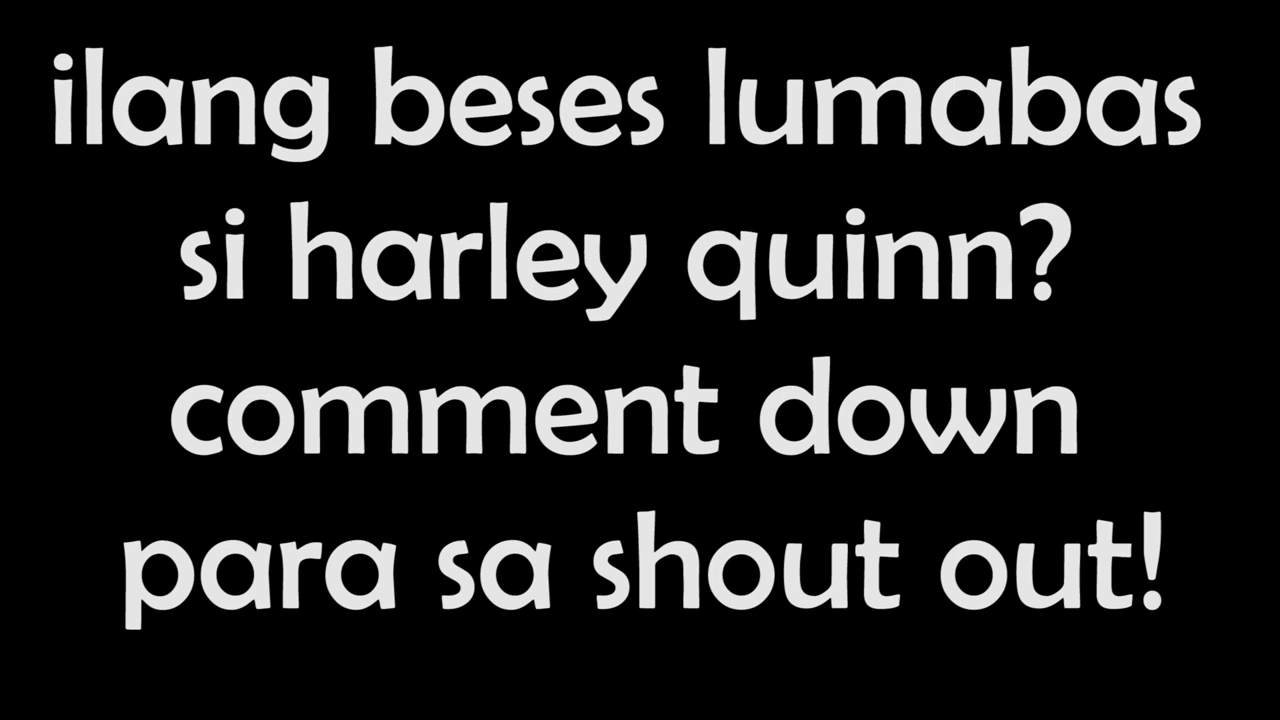 ilang beses lumabas
si harley quinn?
comment down
para sa shout out!